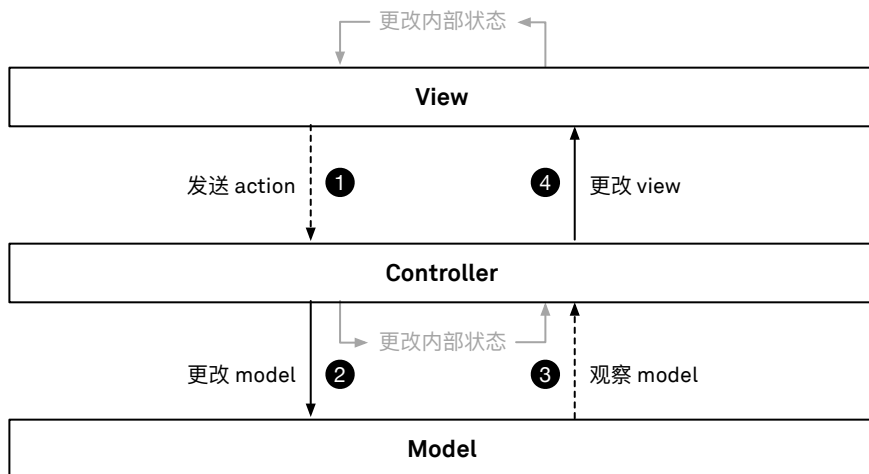 更改内部状态
View
发送 action
1
4
更改 view
Controller
更改内部状态
更改 model
2
3
观察 model
Model